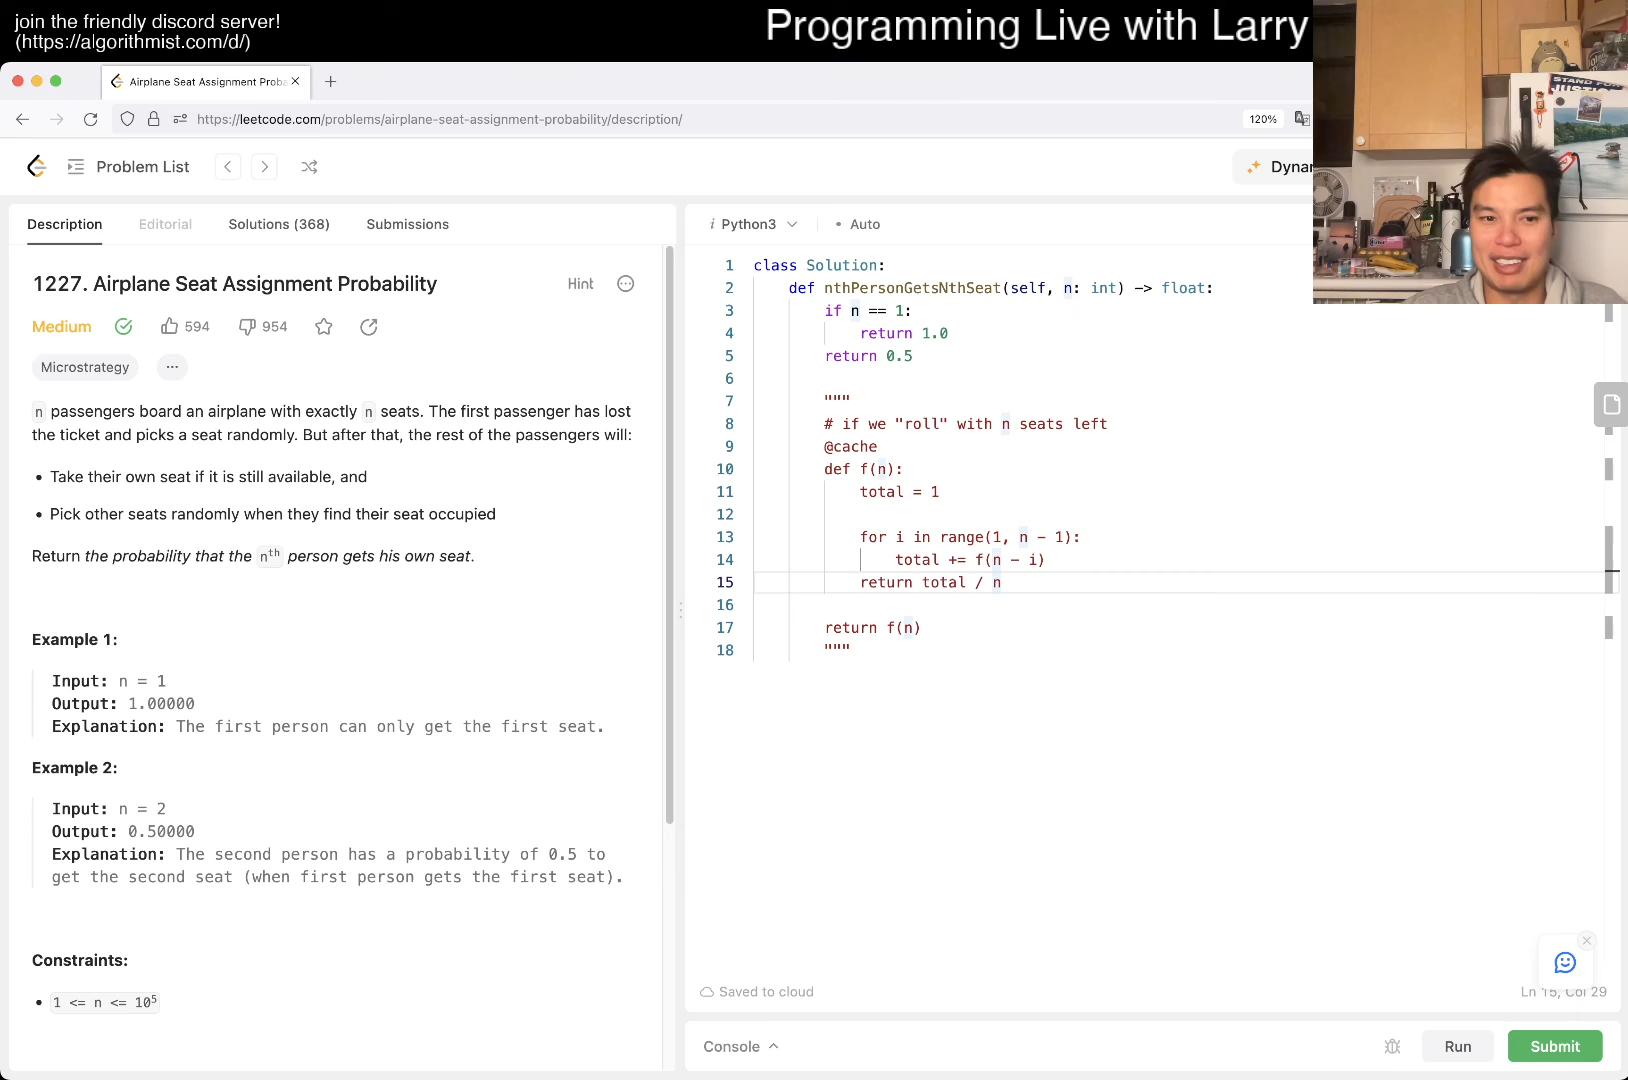 join the friendly discord server!
(https://algorithmist.com/d/)
Programming Live with Larry
Airplane Seat Assignment Proba
https://leetcode.com/problems/airplane-seat-assignment-probability/description/
120%
Problem List
Dynam
Description
Editorial
Solutions (368)
Submissions
1227. Airplane Seat Assignment Probability
Hint
Medium
594
954
Microstrategy
...
n passengers board an airplane with exactly n seats. The first passenger has lost
the ticket and picks a seat randomly. But after that, the rest of the passengers will:
• Take their own seat if it is still available, and
• Pick other seats randomly when they find their seat occupied
Return the probability that the nth person gets his own seat.
Example 1:
Input: n = 1
Output: 1.00000
Explanation: The first person can only get the first seat.
Example 2:
Input: n = 2
Output: 0.50000
Explanation: The second person has a probability of 0.5 to
get the second seat (when first person gets the first seat).
Constraints:
• 1 <= n <= 10^5
i Python3
• Auto
1 class Solution:
2 def nthPersonGetsNthSeat(self, n: int) -> float:
3 if n == 1:
4 return 1.0
5 return 0.5
6
7 """
8 # if we "roll" with n seats left
9 @cache
10 def f(n):
11 total = 1
12
13 for i in range(1, n - 1):
14 total += f(n - i)
15 return total / n
16
17 return f(n)
18 """
Saved to cloud
Ln 15, Col 29
Console
Run
Submit